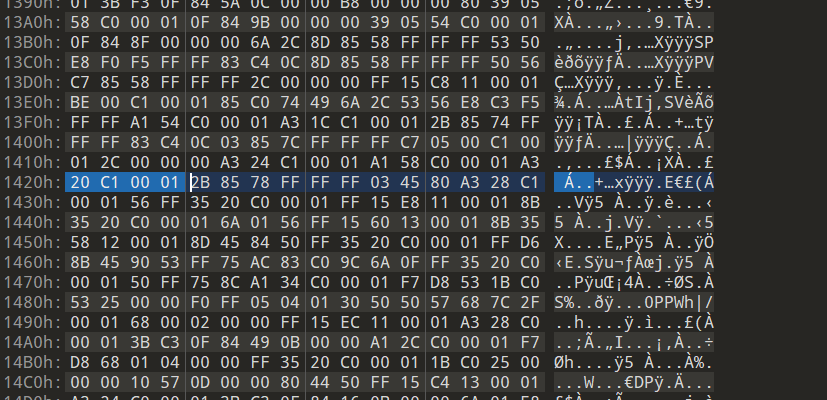 1390h: 01 3B F3 0F 84 5A 0C 00 00 B8 00 00 00 80 39 05
13A0h: 58 C0 00 01 0F 84 9B 00 00 00 39 05 54 C0 00 01 XÀ...„›...9.TÀ..
13B0h: 0F 84 8F 00 00 00 6A 2C 8D 85 58 FF FF FF 53 50 .„....j,.…XÿÿÿSP
13C0h: E8 F0 F5 FF FF 83 C4 0C 8D 85 58 FF FF FF 50 56 èðõÿÿƒÄ..…XÿÿÿPV
13D0h: C7 85 58 FF FF FF 2C 00 00 00 FF 15 C8 11 00 01 Ç…Xÿÿÿ,...ÿ.È...
13E0h: BE 00 C1 00 01 85 C0 74 49 6A 2C 53 56 E8 C3 F5 ¾.Á..…ÀtIj,SVèÃõ
13F0h: FF FF A1 54 C0 00 01 A3 1C C1 00 01 2B 85 74 FF ÿÿ¡TÀ..£.Á..+…tÿ
1400h: FF FF 83 C4 0C 03 85 7C FF FF FF C7 05 00 C1 00 ÿÿƒÄ..…|ÿÿÿÇ..Á.
1410h: 01 2C 00 00 00 A3 24 C1 00 01 A1 58 C0 00 01 A3 .,...£$Á..¡XÀ..£
1420h: 20 C1 00 01 2B 85 78 FF FF FF 03 45 80 A3 28 C1 Á..+…xÿÿÿ.E€£(Á
1430h: 00 01 56 FF 35 20 C0 00 01 FF 15 E8 11 00 01 8B ..Vÿ5 À..ÿ.è...‹
1440h: 35 20 C0 00 01 6A 01 56 FF 15 60 13 00 01 8B 35 5 À..j.Vÿ.`...‹5
1450h: 58 12 00 01 8D 45 84 50 FF 35 20 C0 00 01 FF D6 X....E„Pÿ5 À..ÿÖ
1460h: 8B 45 90 53 FF 75 AC 83 C0 9C 6A 0F FF 35 20 C0 ‹E.Sÿu¬ƒÀœj.ÿ5 À
1470h: 00 01 50 FF 75 8C A1 34 C0 00 01 F7 D8 53 1B C0 ..PÿuŒ¡4À..÷ØS.À
1480h: 53 25 00 00 F0 FF 05 04 01 30 50 50 57 68 7C 2F S%..ðÿ...0PPWh|/
1490h: 00 01 68 00 02 00 00 FF 15 EC 11 00 01 A3 28 C0 ..h....ÿ.ì...£(À
14A0h: 00 01 3B C3 0F 84 49 0B 00 00 A1 2C C0 00 01 F7 ..;Ã.„I...¡,À..÷
14B0h: D8 68 01 04 00 00 FF 35 20 C0 00 01 1B C0 25 00 Øh....ÿ5 À...À%.
14C0h: 00 00 10 57 0D 00 00 80 44 50 FF 15 C4 13 00 01 ...W...€DPÿ.Ä...